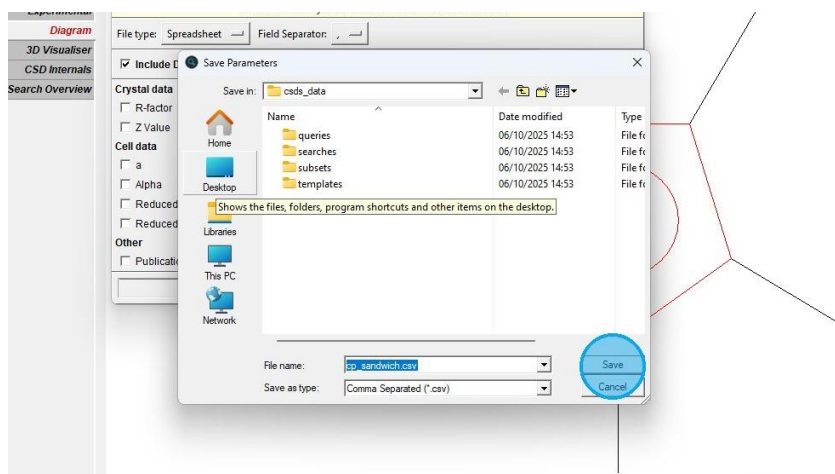 Experimental
Diagram
3D Visualiser
CSD Internals
Search Overview
File type: Spreadsheet Field Separator: ,
Include D
Crystal data
R-factor
Z Value
Cell data
a
Alpha
Reduced
Reduced
Other
Publicatio
Save Parameters
Save in: csds_data
Name Date modified Type
queries 06/10/2025 14:53 File fo
searches 06/10/2025 14:53 File fo
subsets 06/10/2025 14:53 File fo
templates 06/10/2025 14:53 File fo
Home
Desktop
Shows the files, folders, program shortcuts and other items on the desktop.
Libraries
This PC
Network
File name: cp_sandwich.csv Save
Save as type: Comma Separated (*.csv) Cancel